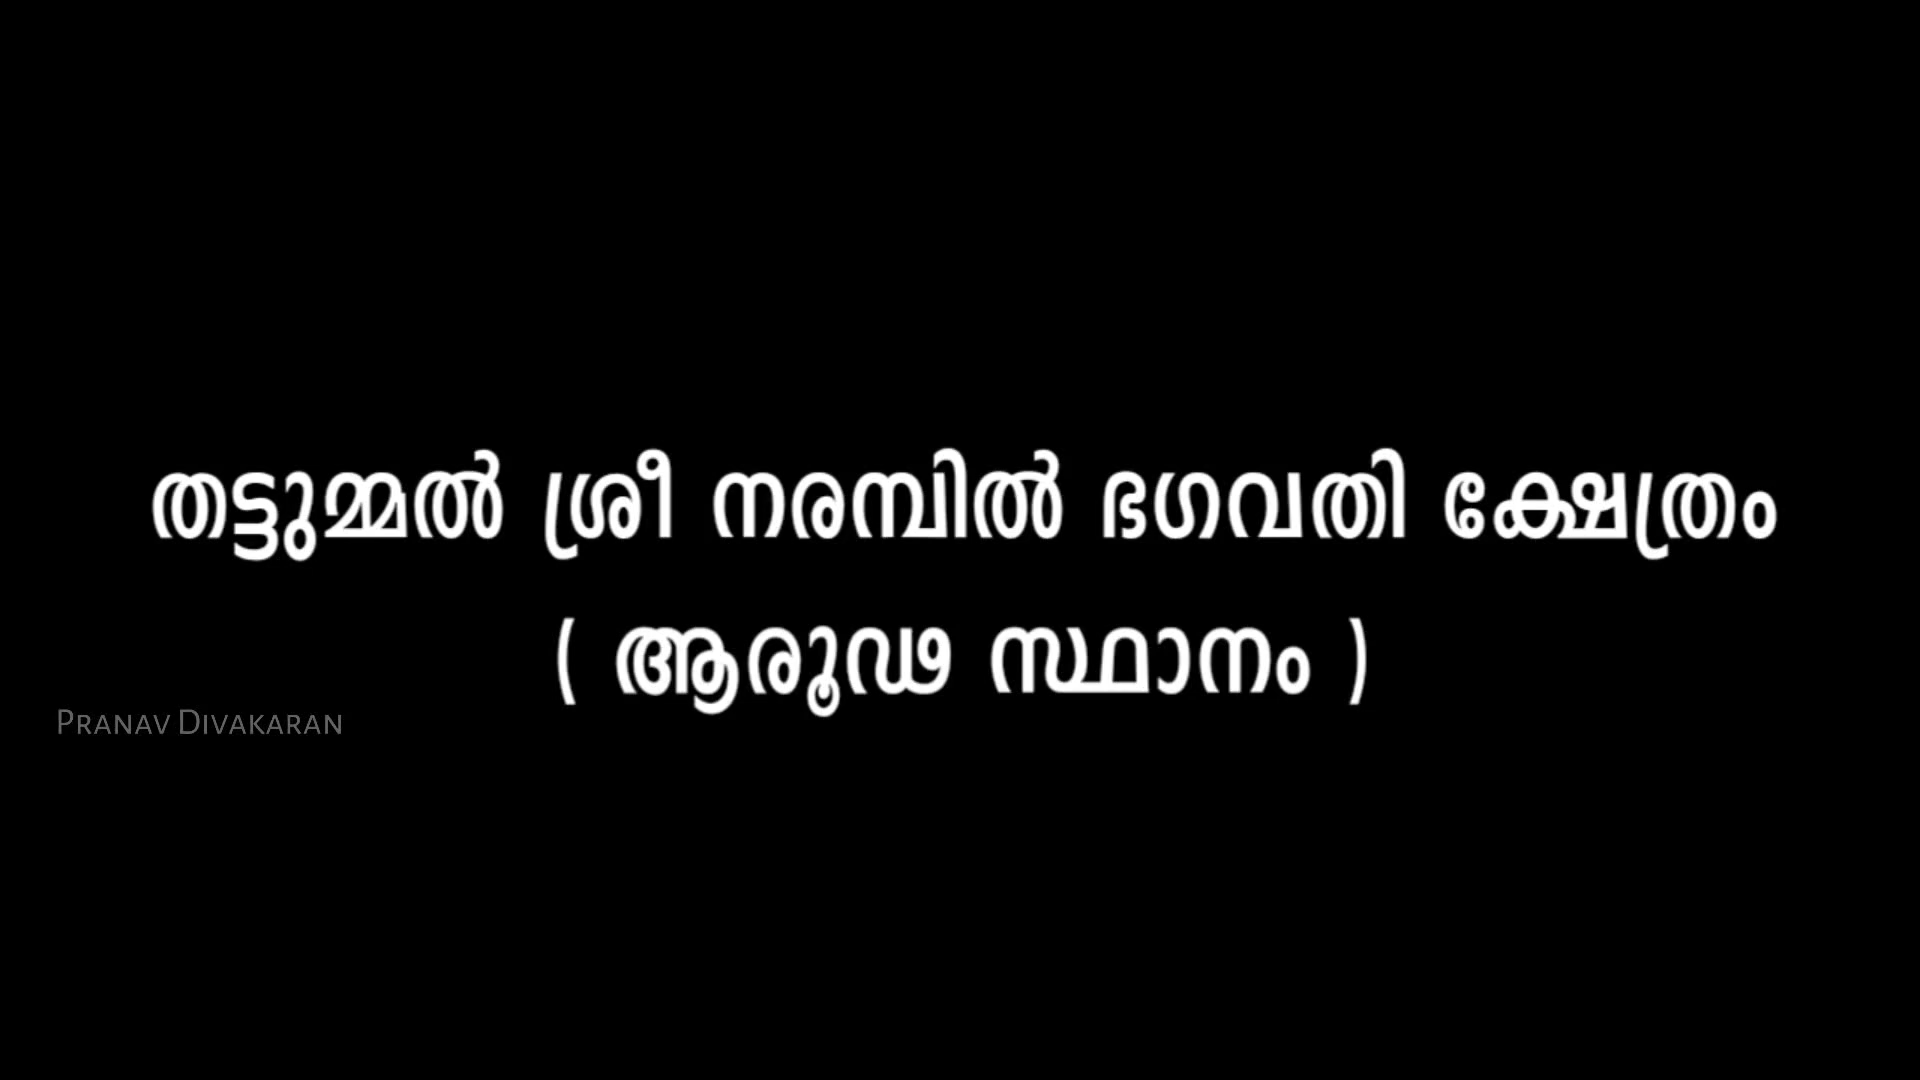 തട്ടുമ്മൽ ശ്രീ നരമ്പിൽ ഭഗവതി ക്ഷേത്രം
( ആരൂഢ സ്ഥാനം )
PRANAV DIVAKARAN